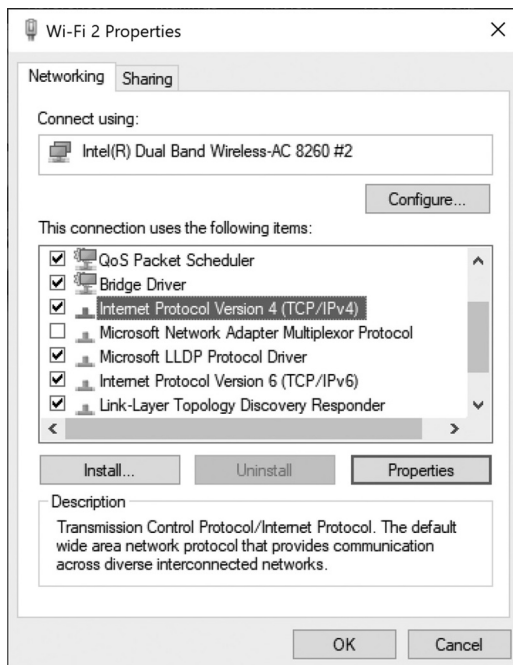 Wi-Fi 2 Properties
Networking
Sharing
Connect using:
Intel(R) Dual Band Wireless-AC 8260 #2
Configure...
This connection uses the following items:
QoS Packet Scheduler
Bridge Driver
Internet Protocol Version 4 (TCP/IPv4)
Microsoft Network Adapter Multiplexor Protocol
Microsoft LLDP Protocol Driver
Internet Protocol Version 6 (TCP/IPv6)
Link-Layer Topology Discovery Responder
Install...
Uninstall
Properties
Description
Transmission Control Protocol/Internet Protocol. The default
wide area network protocol that provides communication
across diverse interconnected networks.
OK
Cancel